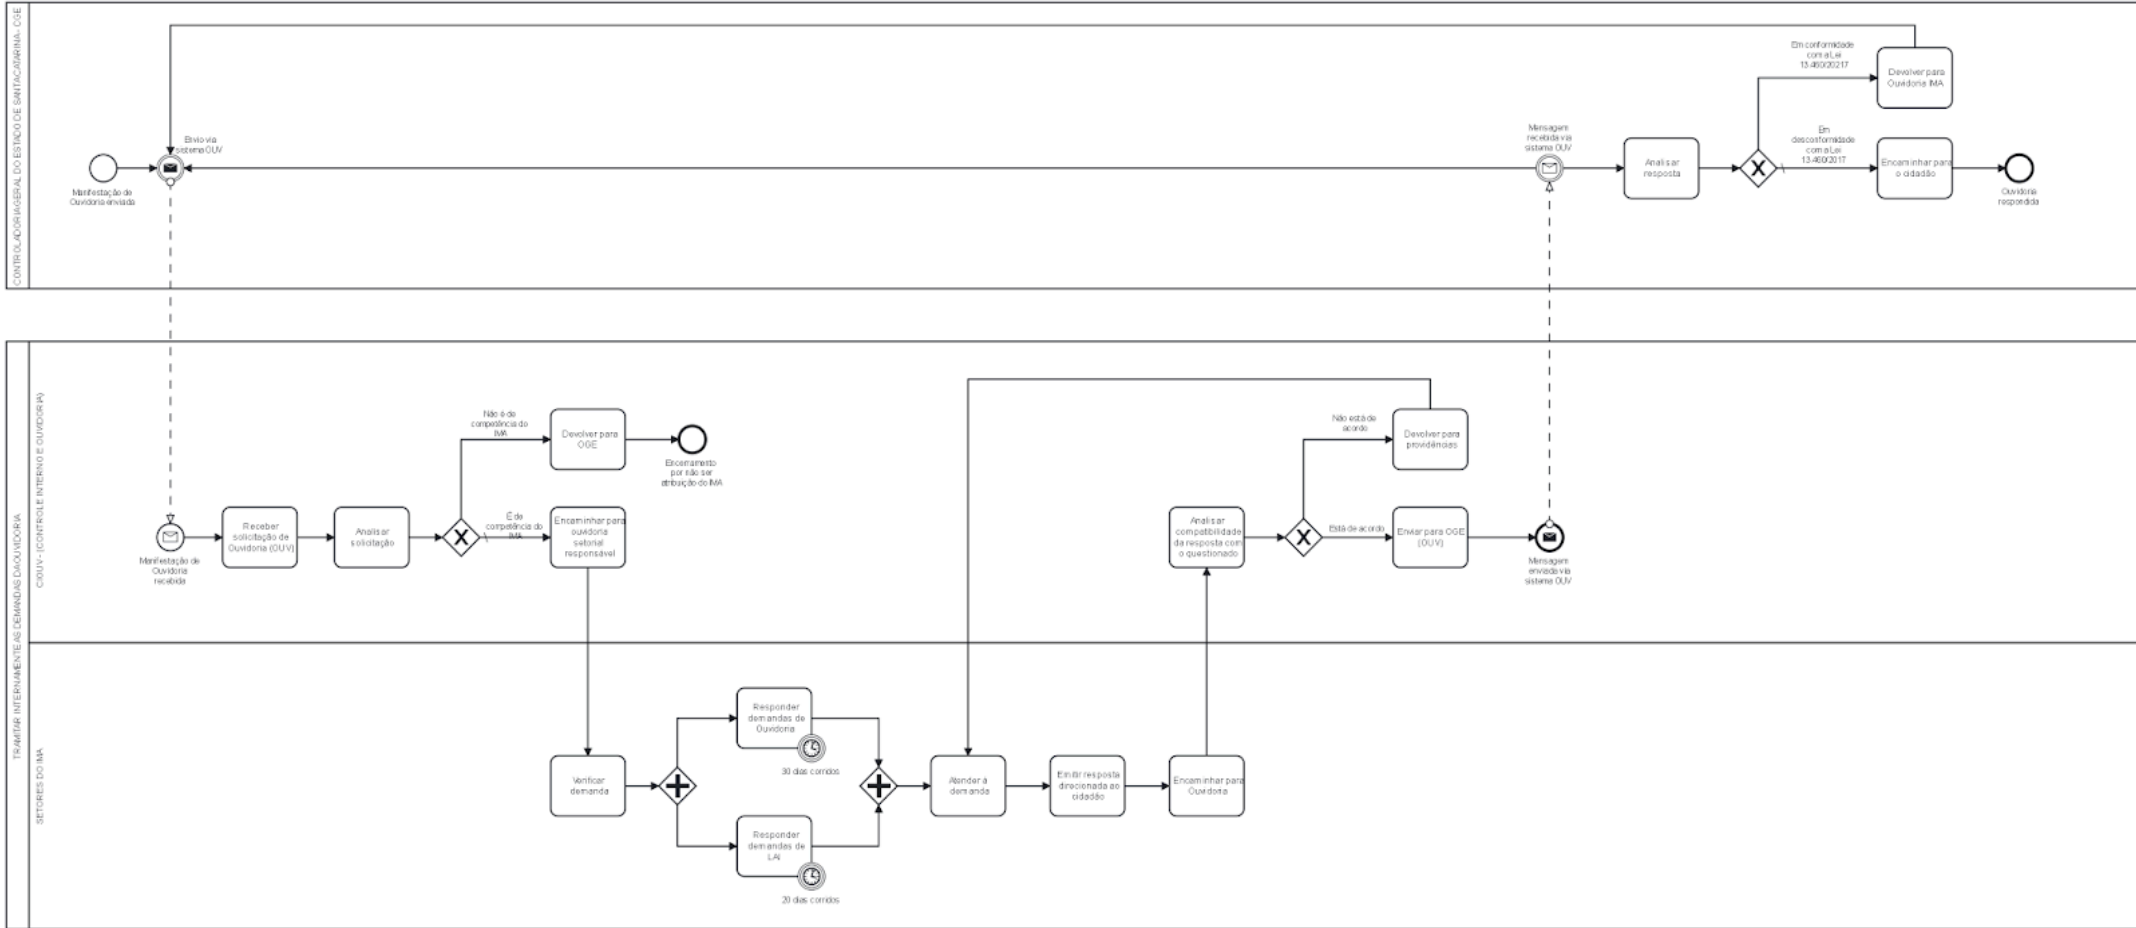 CONTROLADORIA GERAL DO ESTADO DE SANTA CATARINA - CGE
Envio via
sistema OUV
Manifestação de
Ouvidoria enviada
Mensagem
recebida via
sistema OUV
Analisar
resposta
Em conformidade
com a Lei
13.460/20217
Devolver para
Ouvidoria IMA
Em
desconformidade
com a Lei
13.460/2017
Encaminhar para
o cidadão
Ouvidoria
respondida
TRAMITAR INTERNAMENTE AS DEMANDAS DA OUVIDORIA
CIOUV - (CONTROLE INTERNO E OUVIDORIA)
Manifestação de
Ouvidoria
recebida
Receber
solicitação de
Ouvidoria (OUV)
Analisar
solicitação
Não é de
competência do
IMA
Devolver para
OGE
Encerramento
por não ser
atribuição do IMA
É de
competência do
IMA
Encaminhar para
ouvidoria
setorial
responsável
Analisar
compatibilidade
da resposta com
o questionado
Não está de
acordo
Devolver para
providências
Está de acordo
Enviar para OGE
(OUV)
Mensagem
enviada via
sistema OUV
SETORES DO IMA
Verificar
demanda
Responder
demandas de
Ouvidoria
30 dias corridos
Responder
demandas de
LAI
20 dias corridos
Atender à
demanda
Emitir resposta
direcionada ao
cidadão
Encaminhar para
Ouvidoria